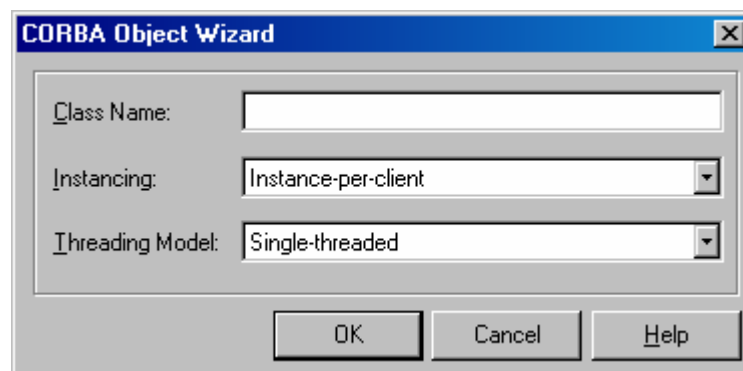 CORBA Object Wizard
Class Name:
Instancing: Instance-per-client
Threading Model: Single-threaded
OK Cancel Help